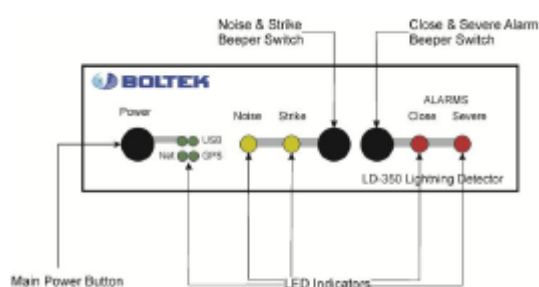 Noise & Strike
Beeper Switch
Close & Severe Alarm
Beeper Switch
BOLTEK
Power
USB
Net
GPS
Noise
Strike
ALARMS
Close
Severe
LD-350 Lightning Detector
Main Power Button
LED Indicators